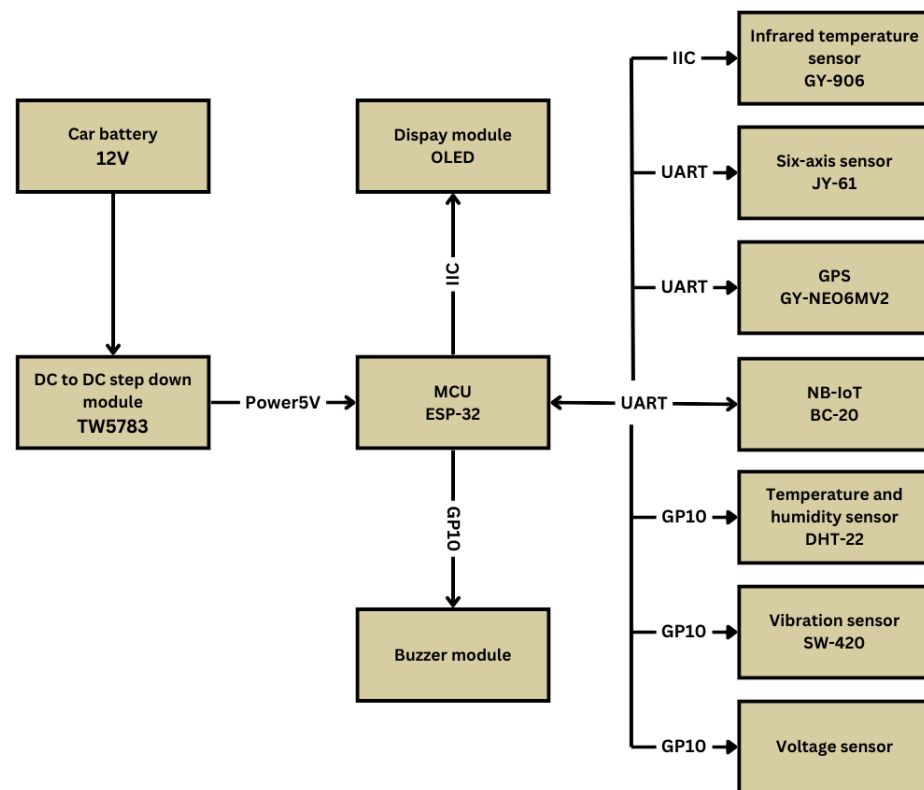 Car battery
12V
DC to DC step down
module
TW5783
Power5V
Dispay module
OLED
IIC
MCU
ESP-32
GP10
Buzzer module
UART
IIC
Infrared temperature
sensor
GY-906
UART
Six-axis sensor
JY-61
UART
GPS
GY-NEO6MV2
NB-IoT
BC-20
GP10
Temperature and
humidity sensor
DHT-22
GP10
Vibration sensor
SW-420
GP10
Voltage sensor